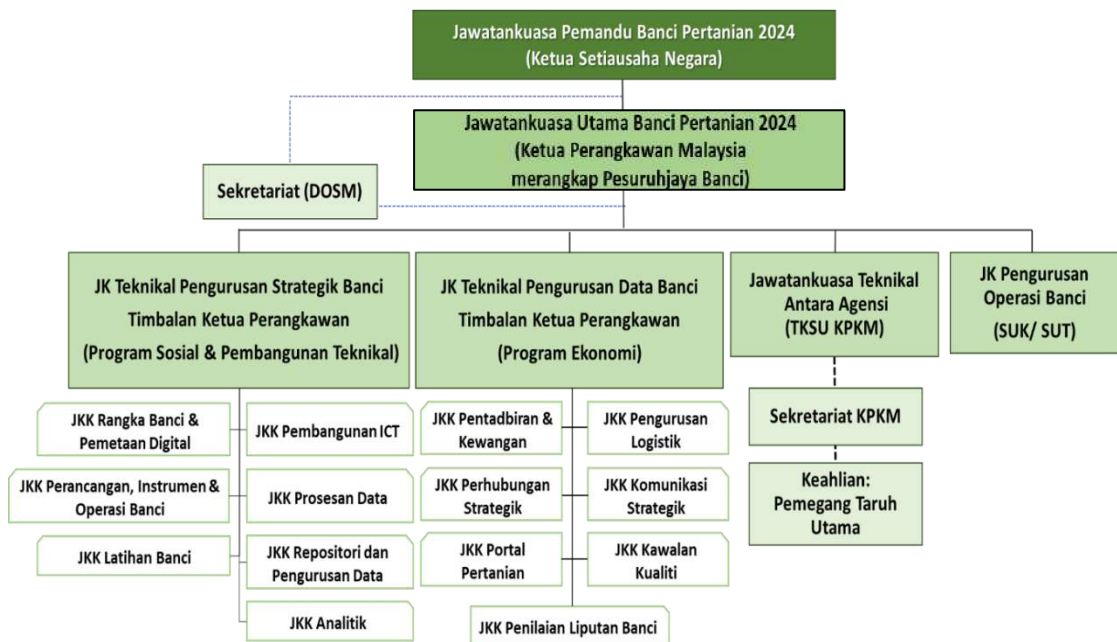 Jawatankuasa Pemandu Banci Pertanian 2024
(Ketua Setiausaha Negara)
Jawatankuasa Utama Banci Pertanian 2024
(Ketua Perangkawan Malaysia
merangkap Pesuruhjaya Banci)
Sekretariat (DOSM)
JK Teknikal Pengurusan Strategik Banci
Timbalan Ketua Perangkawan
(Program Sosial & Pembangunan Teknikal)
JK Teknikal Pengurusan Data Banci
Timbalan Ketua Perangkawan
(Program Ekonomi)
Jawatankuasa Teknikal
Antara Agensi
(TKSU KPKM)
JK Pengurusan
Operasi Banci
(SUK/ SUT)
JKK Rangka Banci &
Pemetaan Digital
JKK Pembangunan ICT
JKK Perancangan, Instrumen &
Operasi Banci
JKK Prosesan Data
JKK Latihan Banci
JKK Repositori dan
Pengurusan Data
JKK Analitik
JKK Pentadbiran &
Kewangan
JKK Pengurusan
Logistik
JKK Perhubungan
Strategik
JKK Komunikasi
Strategik
JKK Portal
Pertanian
JKK Kawalan
Kualiti
JKK Penilaian Liputan Banci
Sekretariat KPKM
Keahlian:
Pemegang Taruh
Utama